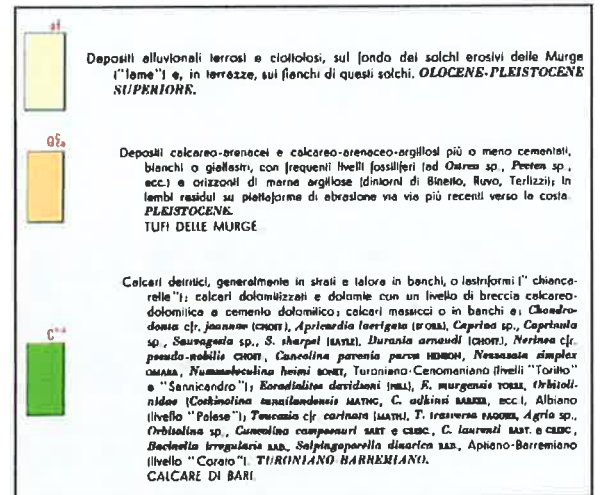 af
Depositi alluvionali terrosi e ciottolosi, sul fondo dei solchi erosivi delle Murge
("lame") e, in terrazze, sui fianchi di questi solchi. OLOCENE-PLEISTOCENE
SUPERIORE.
Depositi calcareo-arenacei e calcareo-arenaceo-argillosi più o meno cementati,
bianchi o giallastri, con frequenti livelli fossiliferi (ad Ostrea sp., Pecten sp.,
ecc.) e orizzonti di marna argillose (dintorni di Binetto, Ruvo, Terlizzi); in
lembi residui su piattaforme di abrasione via via più recenti verso la costa.
PLEISTOCENE.
TUFI DELLE MURGE
Calcari detritici, generalmente in strati e talora in banchi, o lastriformi ("chianca-
relle"); calcari dolomitizzati e dolomie con un livello di breccia calcareo-
dolomitica a cemento dolomitico; calcari massicci o in banchi a: Chondro-
donta cfr. joannae (CHOFF.), Apricardia laevigata (D'ORB.), Caprina sp., Caprinula
sp., Sauvagesia sp., S. sharpei (BAYLE), Durania arnaudi (CHOFF.), Nerinea cfr.
pseudo-nobilis CHOFF., Cuneolina pavonia parva HENSON, Nezzazata simplex
OMARA, Nummoloculina heimi BONET, Turoniano-Cenomaniano (livelli "Toritto"
e "Sannicandro"); Eoradiolites davidsoni (HILL), E. murgensis TORRE, Orbitoli-
nidae (Coskinolina sunnilandensis MAYNC, C. adkinsi BARKER, ecc.), Albiano
(livello "Palese"); Toucasia cfr. carinata (MATH.), T. trasversa PAQUIER, Agria sp.,
Orbitolina sp., Cuneolina camposaurii SART. e CRESC., C. laurentii SART. e CRESC.,
Bacinella irregularis RAD., Salpingoporella dinarica RAD., Aptiano-Barremiano
(livello "Corato"). TURONIANO-BARREMIANO.
CALCARE DI BARI.